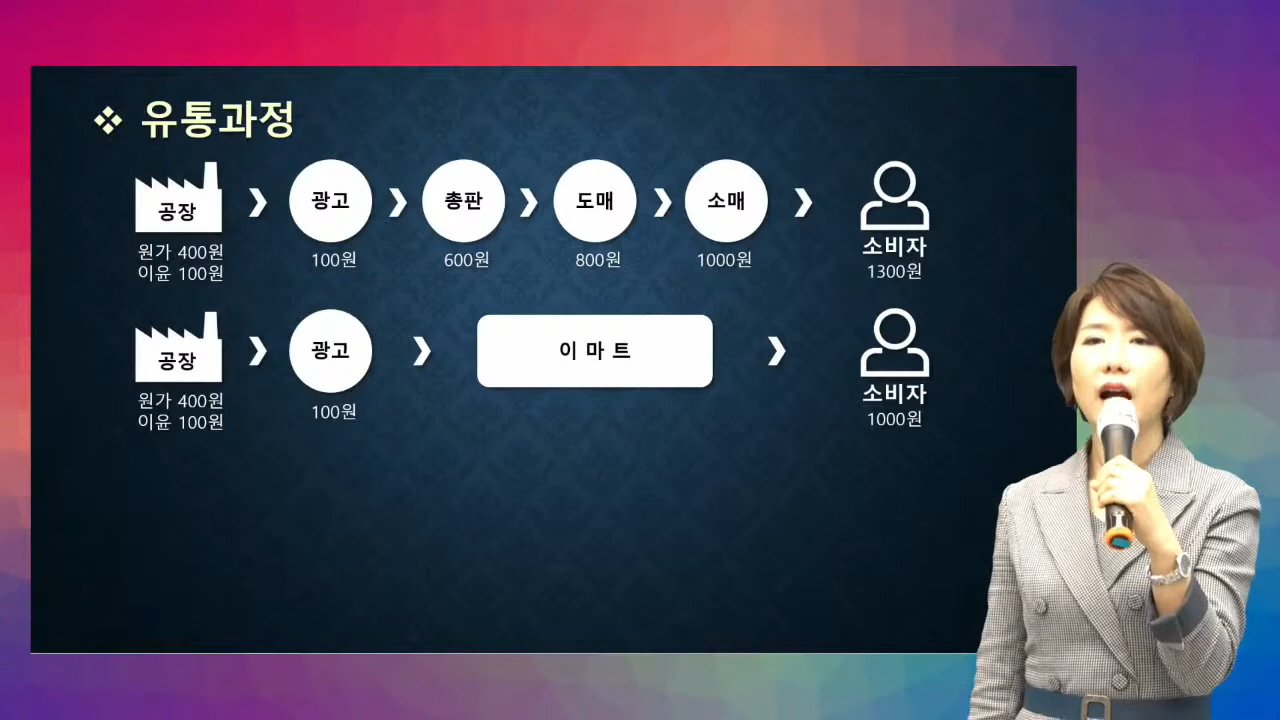 ❖ 유통과정
공장
광고
총판
도매
소매
소비자
원가 400원
이윤 100원
100원
600원
800원
1000원
1300원
공장
광고
이 마 트
소비자
원가 400원
이윤 100원
100원
1000원